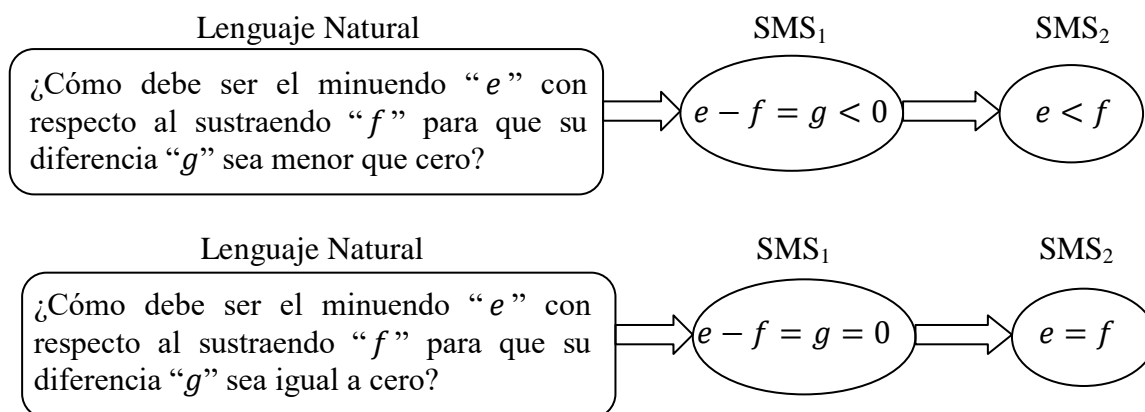 Lenguaje Natural SMS₁ SMS₂
¿Cómo debe ser el minuendo “e” con
respecto al sustraendo “f” para que su
diferencia “g” sea menor que cero?
e − f = g < 0
e < f
Lenguaje Natural SMS₁ SMS₂
¿Cómo debe ser el minuendo “e” con
respecto al sustraendo “f” para que su
diferencia “g” sea igual a cero?
e − f = g = 0
e = f